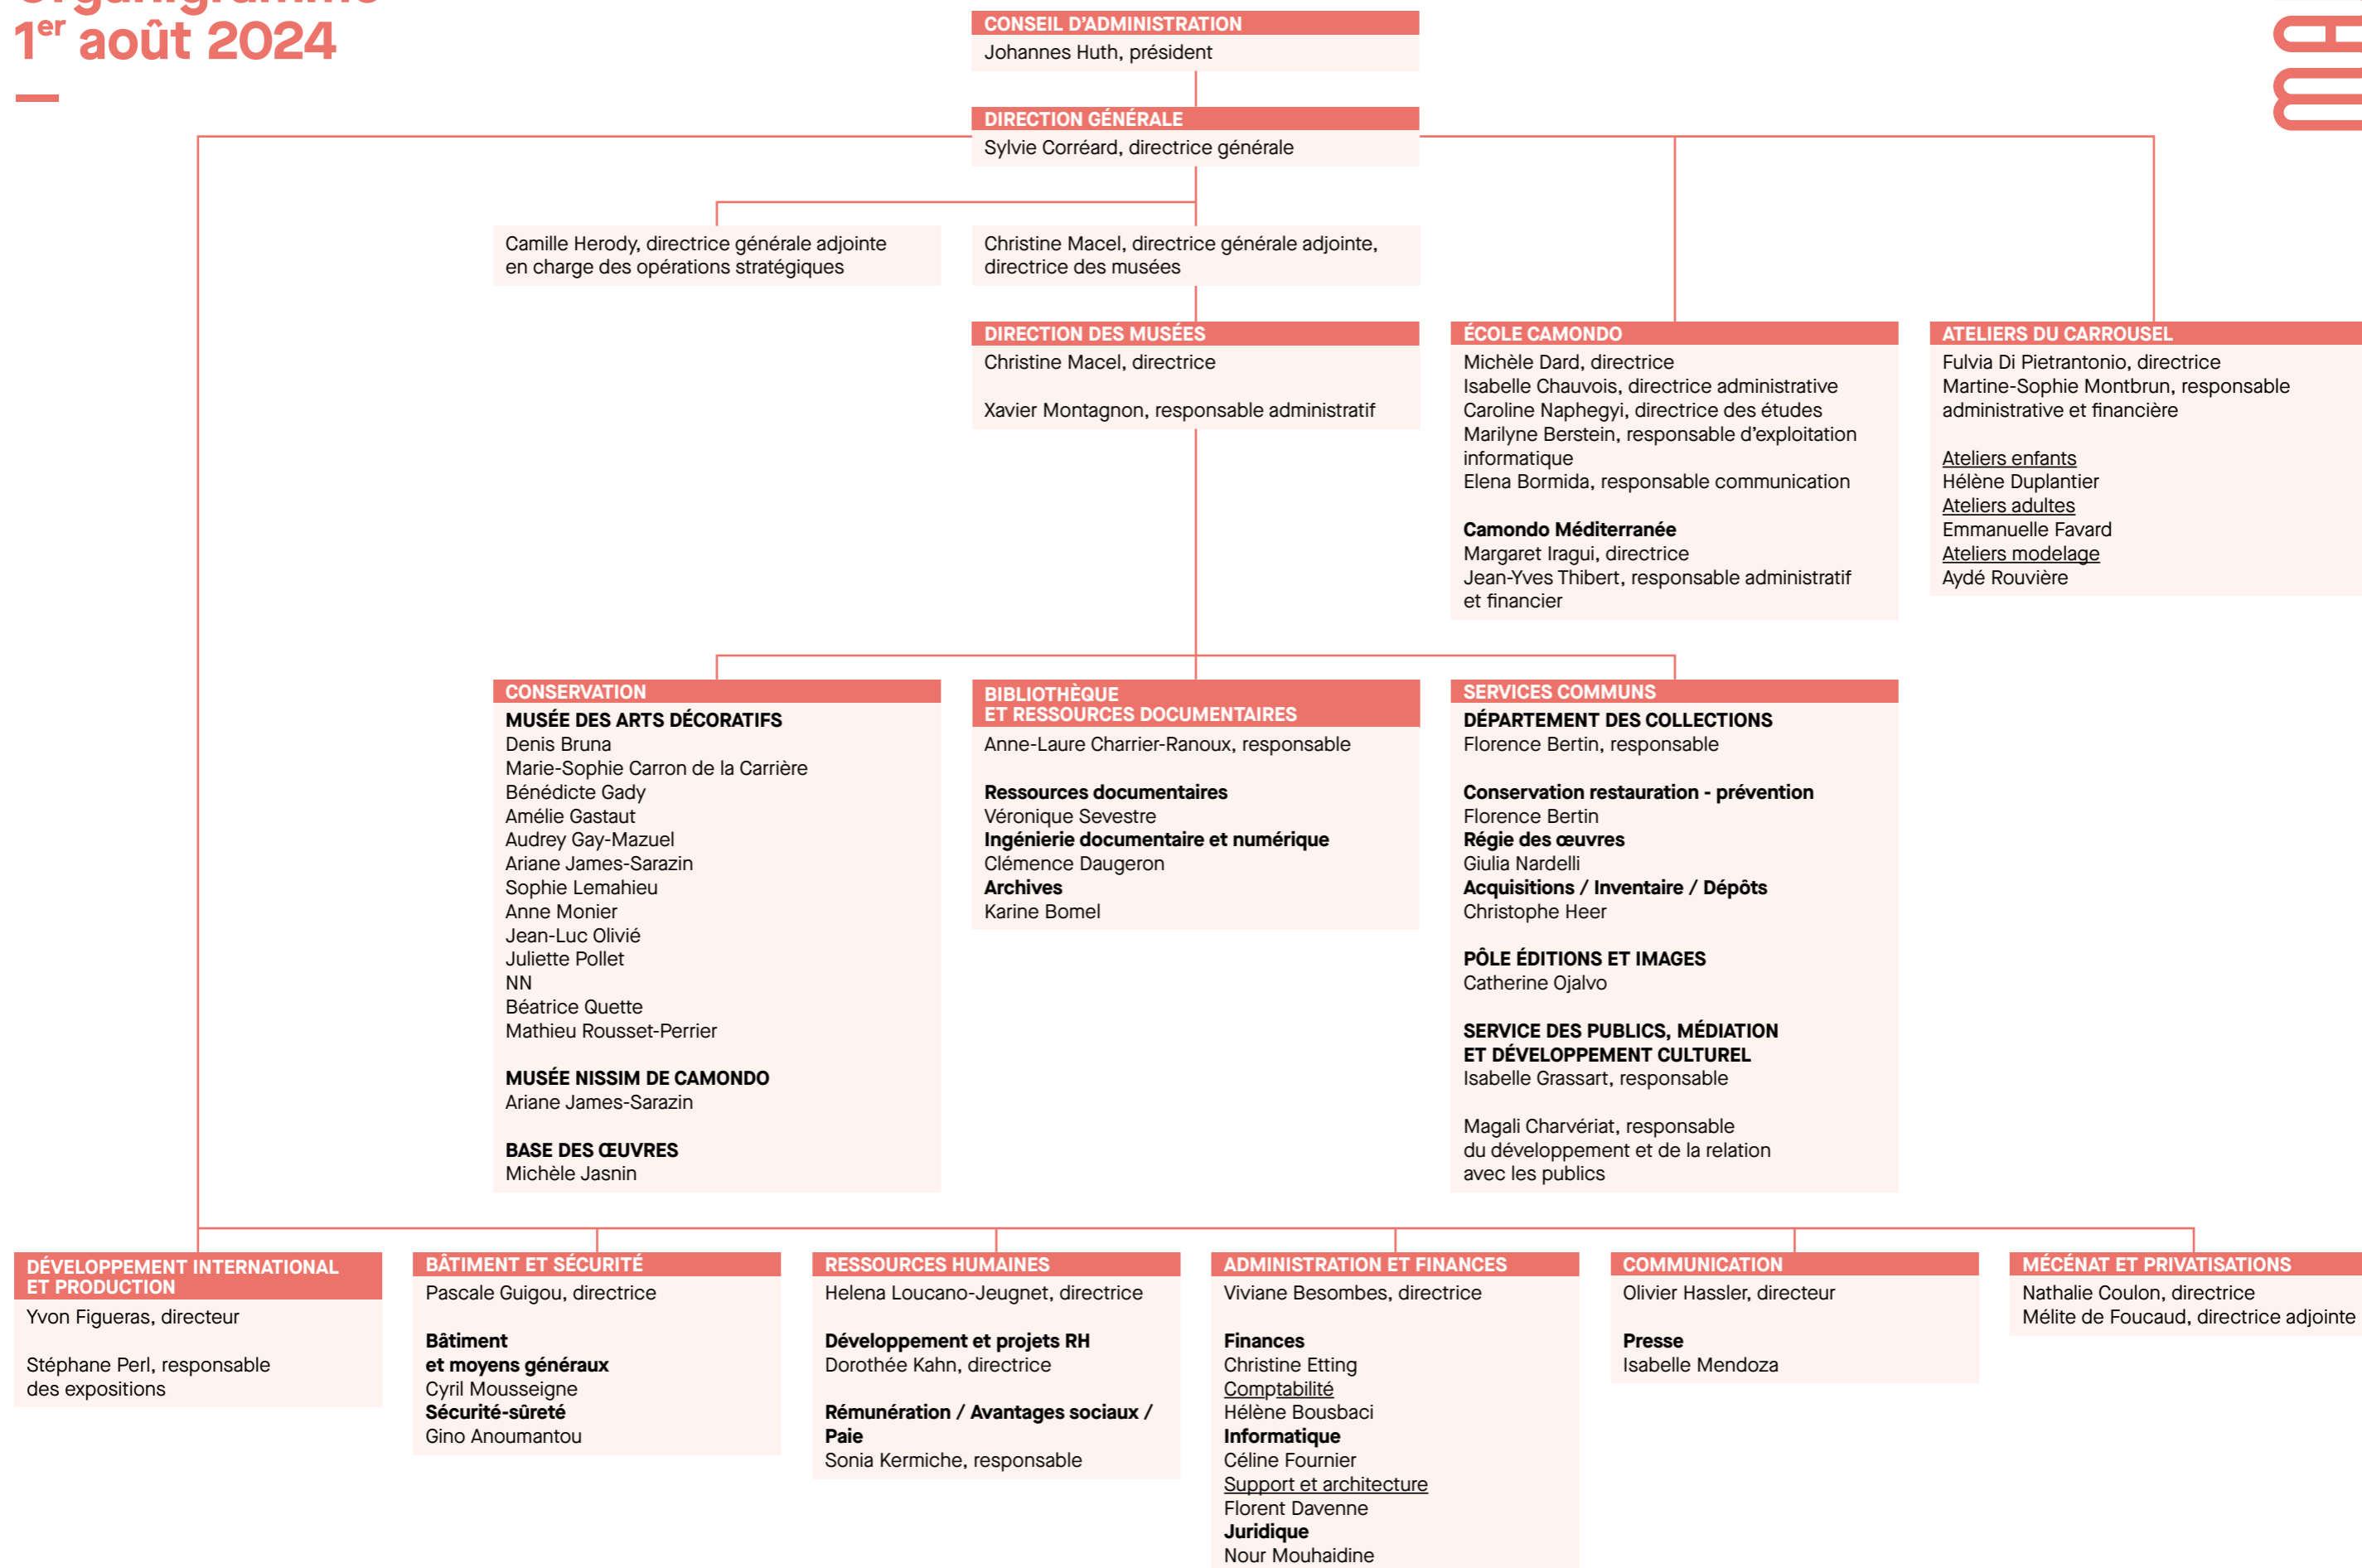 Organigramme
1er août 2024
CONSEIL D'ADMINISTRATION
Johannes Huth, président
DIRECTION GÉNÉRALE
Sylvie Corréard, directrice générale
Camille Herody, directrice générale adjointe
en charge des opérations stratégiques
Christine Macel, directrice générale adjointe,
directrice des musées
DIRECTION DES MUSÉES
Christine Macel, directrice
Xavier Montagnon, responsable administratif
ÉCOLE CAMONDO
Michèle Dard, directrice
Isabelle Chauvois, directrice administrative
Caroline Naphegyi, directrice des études
Marilyne Berstein, responsable d'exploitation
informatique
Elena Bormida, responsable communication
Camondo Méditerranée
Margaret Iragui, directrice
Jean-Yves Thibert, responsable administratif
et financier
ATELIERS DU CARROUSEL
Fulvia Di Pietrantonio, directrice
Martine-Sophie Montbrun, responsable
administrative et financière
Ateliers enfants
Hélène Duplantier
Ateliers adultes
Emmanuelle Favard
Ateliers modelage
Aydé Rouvière
CONSERVATION
MUSÉE DES ARTS DÉCORATIFS
Denis Bruna
Marie-Sophie Carron de la Carrière
Bénédicte Gady
Amélie Gastaut
Audrey Gay-Mazuel
Ariane James-Sarazin
Sophie Lemahieu
Anne Monier
Jean-Luc Olivié
Juliette Pollet
NN
Béatrice Quette
Mathieu Rousset-Perrier
MUSÉE NISSIM DE CAMONDO
Ariane James-Sarazin
BASE DES ŒUVRES
Michèle Jasnin
BIBLIOTHÈQUE
ET RESSOURCES DOCUMENTAIRES
Anne-Laure Charrier-Ranoux, responsable
Ressources documentaires
Véronique Sevestre
Ingénierie documentaire et numérique
Clémence Daugeron
Archives
Karine Bomel
SERVICES COMMUNS
DÉPARTEMENT DES COLLECTIONS
Florence Bertin, responsable
Conservation restauration - prévention
Florence Bertin
Régie des œuvres
Giulia Nardelli
Acquisitions / Inventaire / Dépôts
Christophe Heer
PÔLE ÉDITIONS ET IMAGES
Catherine Ojalvo
SERVICE DES PUBLICS, MÉDIATION
ET DÉVELOPPEMENT CULTUREL
Isabelle Grassart, responsable
Magali Charvériat, responsable
du développement et de la relation
avec les publics
DÉVELOPPEMENT INTERNATIONAL
ET PRODUCTION
Yvon Figueras, directeur
Stéphane Perl, responsable
des expositions
BÂTIMENT ET SÉCURITÉ
Pascale Guigou, directrice
Bâtiment
et moyens généraux
Cyril Mousseigne
Sécurité-sûreté
Gino Anoumantou
RESSOURCES HUMAINES
Helena Loucano-Jeugnet, directrice
Développement et projets RH
Dorothée Kahn, directrice
Rémunération / Avantages sociaux /
Paie
Sonia Kermiche, responsable
ADMINISTRATION ET FINANCES
Viviane Besombes, directrice
Finances
Christine Etting
Comptabilité
Hélène Bousbaci
Informatique
Céline Fournier
Support et architecture
Florent Davenne
Juridique
Nour Mouhaidine
COMMUNICATION
Olivier Hassler, directeur
Presse
Isabelle Mendoza
MÉCÉNAT ET PRIVATISATIONS
Nathalie Coulon, directrice
Mélite de Foucaud, directrice adjointe